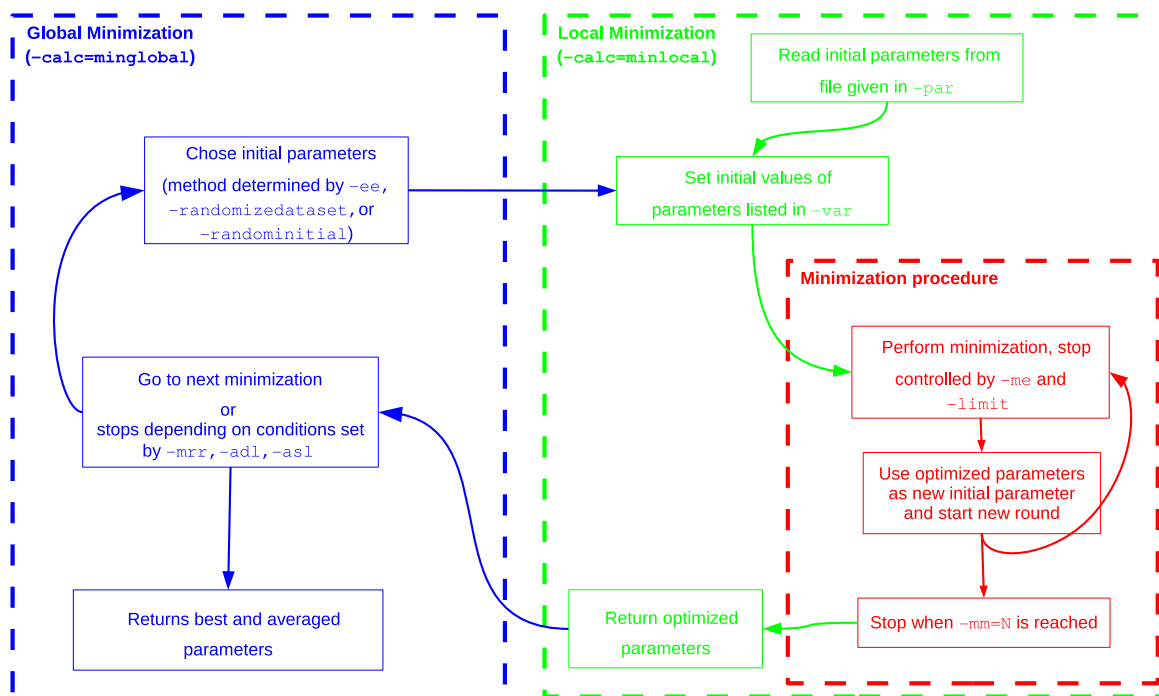 Global Minimization
(-calc=minglobal)
Chose initial parameters
(method determined by -ee,
-randomizedataset, or
-randominitial)
Go to next minimization
or
stops depending on conditions set
by -mrr, -adl, -asl
Returns best and averaged
parameters
Local Minimization
(-calc=minlocal)
Read initial parameters from
file given in -par
Set initial values of
parameters listed in -var
Minimization procedure
Perform minimization, stop
controlled by -me and
-limit
Use optimized parameters
as new initial parameter
and start new round
Stop when -mm=N is reached
Return optimized
parameters